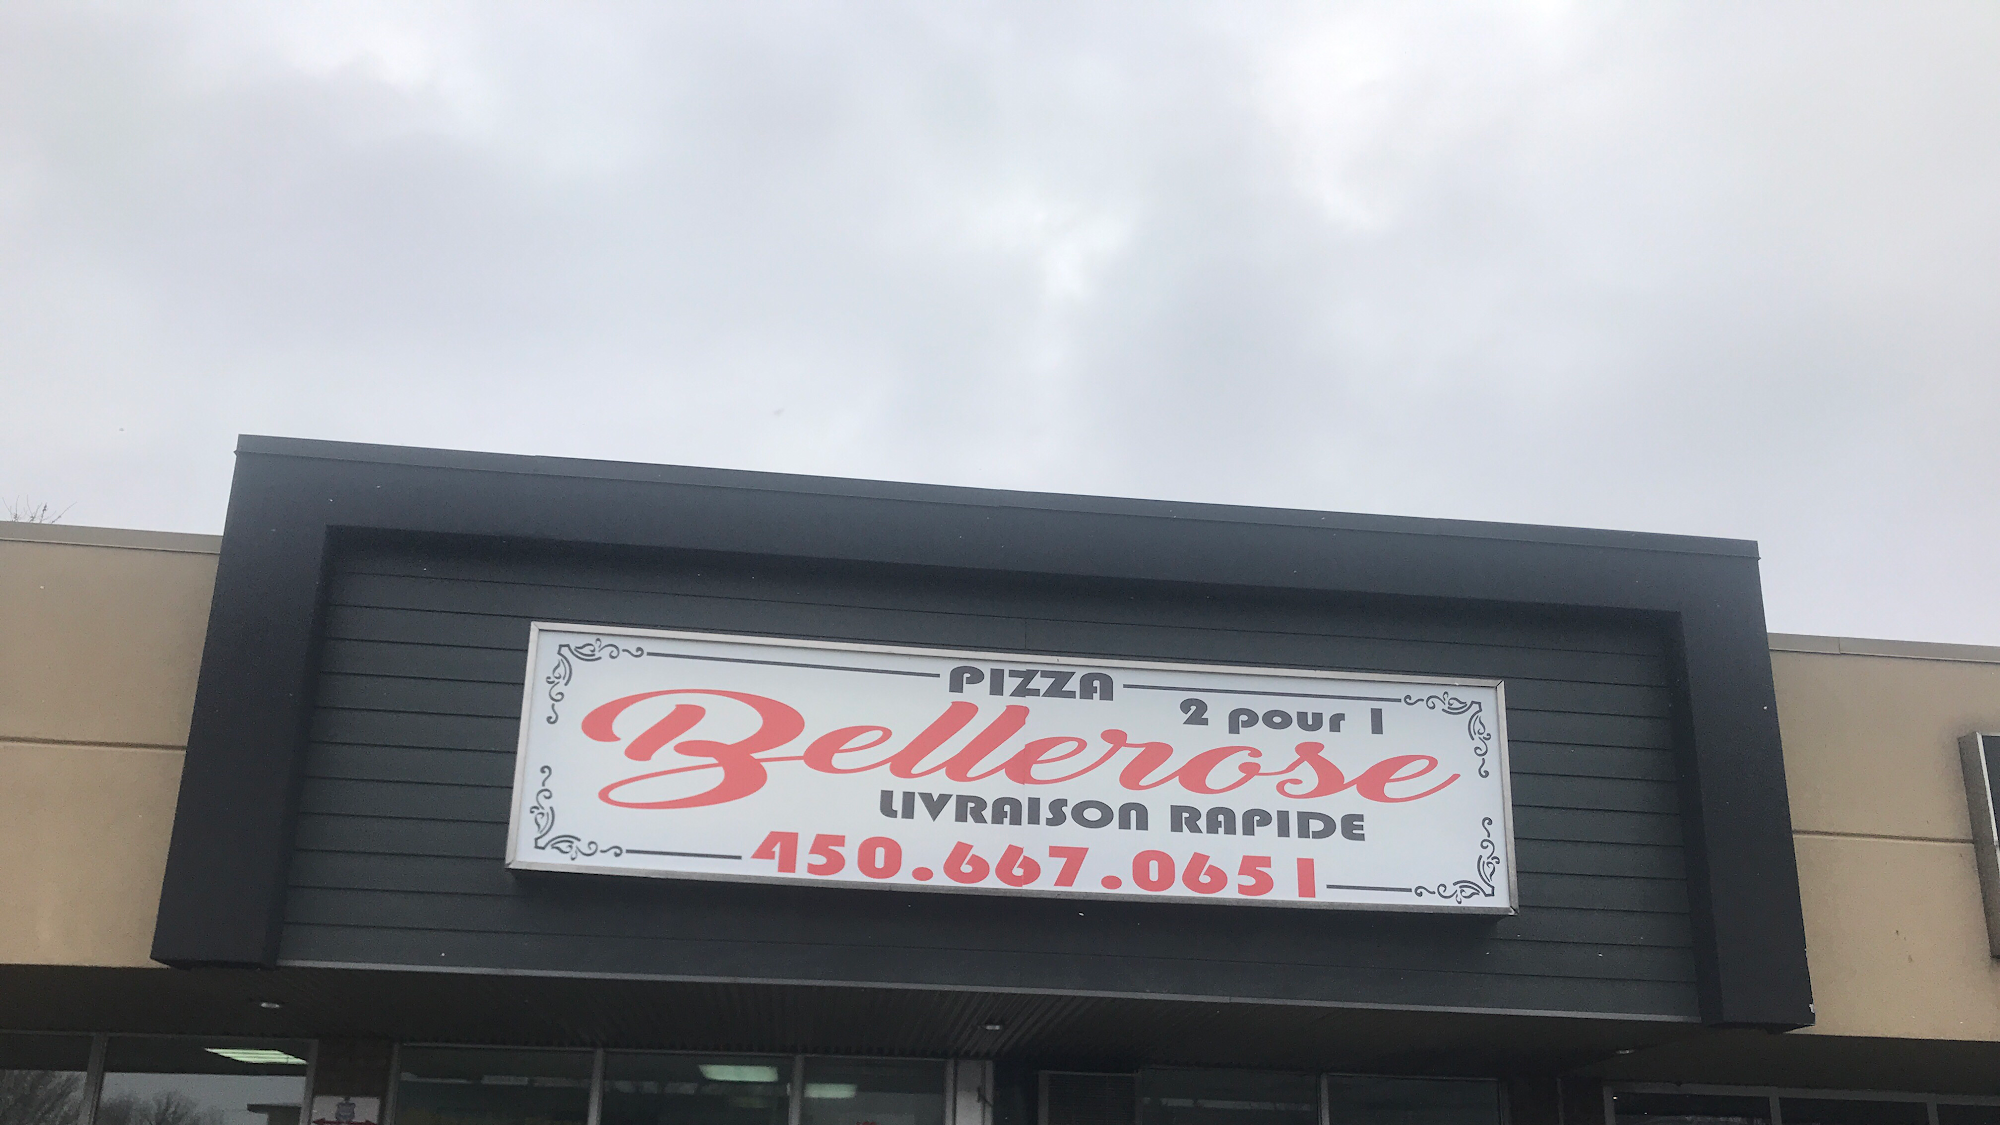 PIZZA
2 pour 1
Bellerose
LIVRAISON RAPIDE
450.667.0651